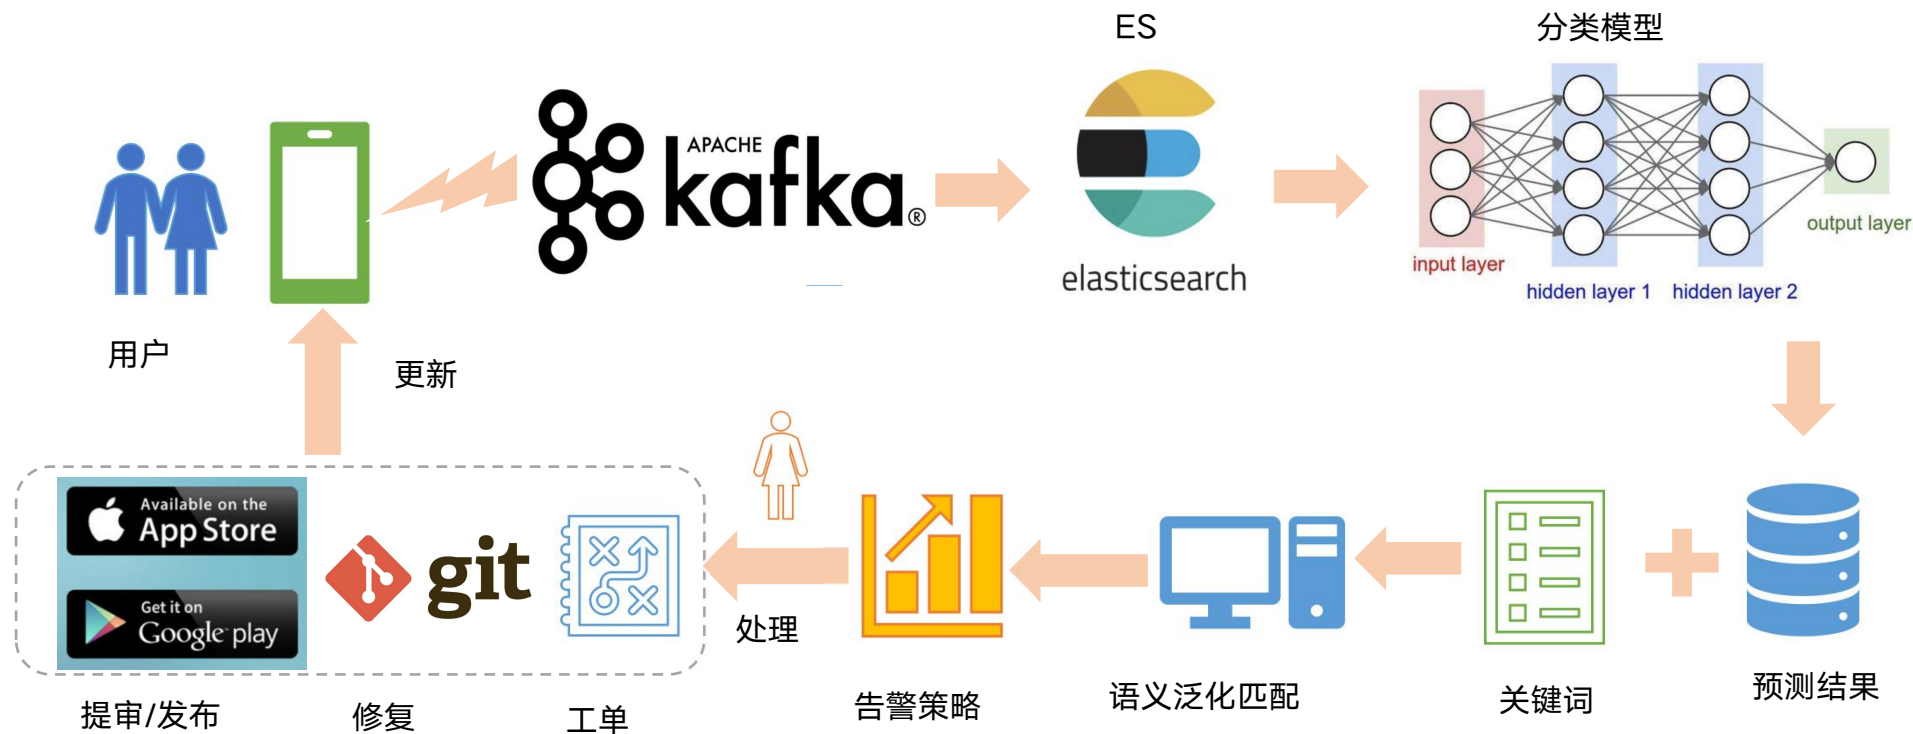 ES
分类模型
APACHE
kafka®
elasticsearch
input layer
hidden layer 1
hidden layer 2
output layer
用户
更新
Available on the
App Store
Get it on
Google play
git
处理
提审/发布
修复
工单
告警策略
语义泛化匹配
关键词
预测结果